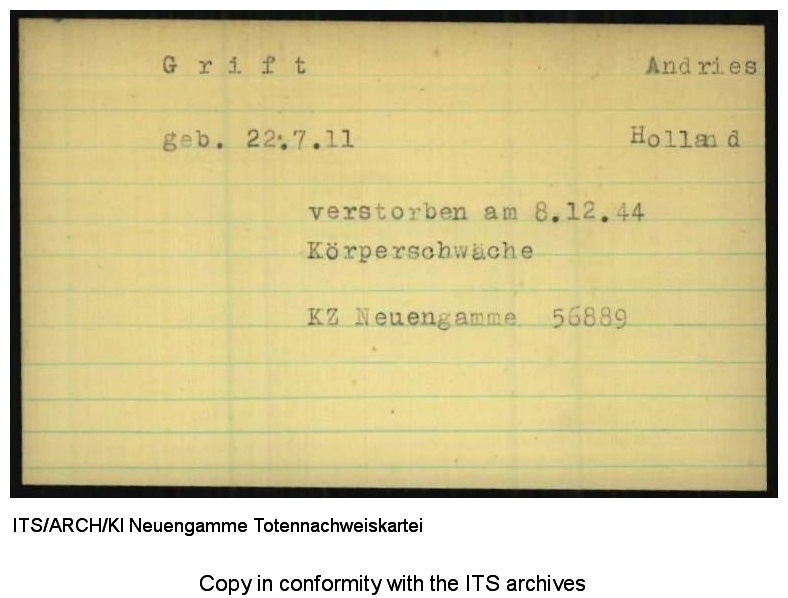 Grift Andries
geb. 22.7.11 Holland
verstorben am 8.12.44
Körperschwäche
KZ Neuengamme 56889
ITS/ARCH/KI Neuengamme Totennachweiskartei
Copy in conformity with the ITS archives